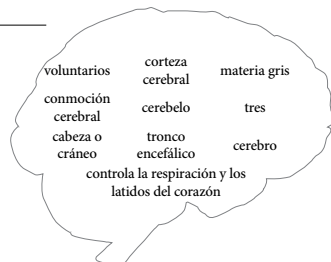 voluntarios corteza cerebral materia gris
conmoción cerebral cerebelo tres
cabeza o cráneo tronco encefálico cerebro
controla la respiración y los
latidos del corazón